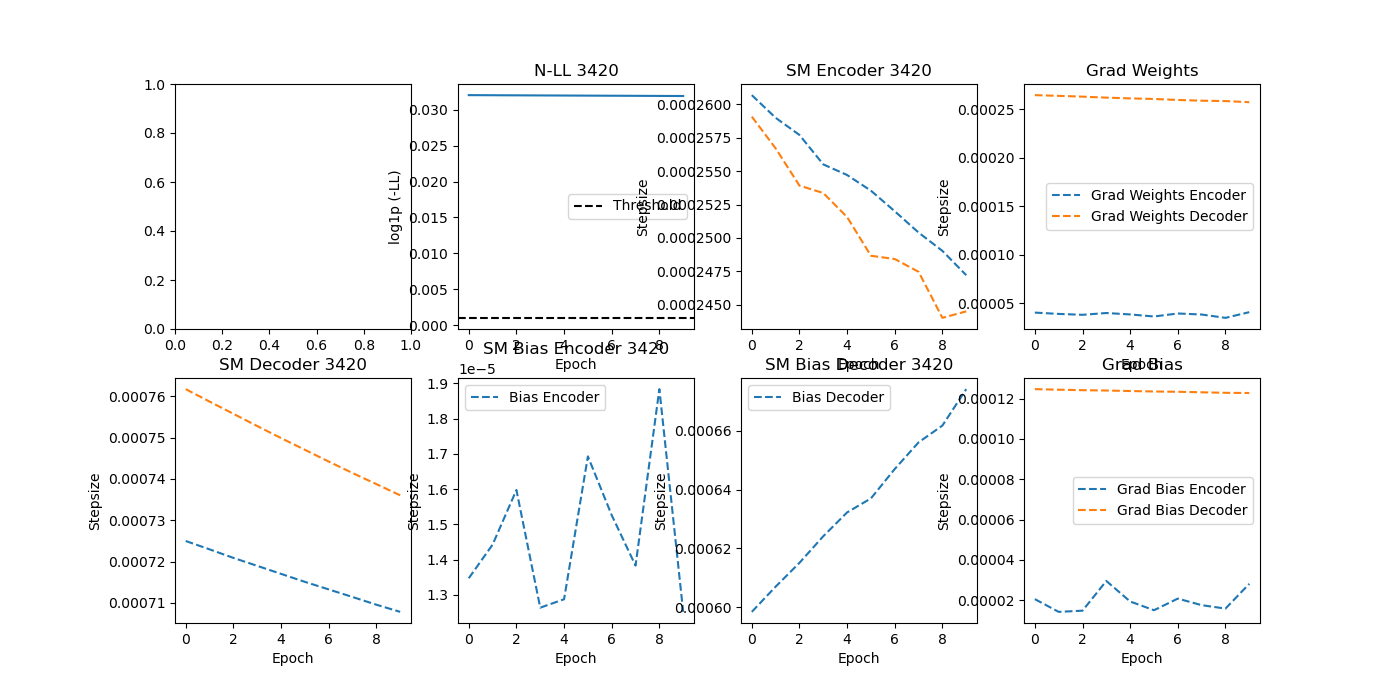 N-LL 3420
SM Encoder 3420
Grad Weights
1.0
0.8
0.6
0.4
0.2
0.0
0.0 0.2 0.4 0.6 0.8 1.0
log1p (-LL)
0.030
0.025
0.020
0.015
0.010
0.005
0.000
Threshold
0 2 4 6 8
Epoch
Stepsize
0.0002600
0.0002575
0.0002550
0.0002525
0.0002500
0.0002475
0.0002450
0 2 4 6 8
Epoch
Stepsize
0.00025
0.00020
0.00015
0.00010
0.00005
Grad Weights Encoder
Grad Weights Decoder
0 2 4 6 8
Epoch
SM Decoder 3420
SM Bias Encoder 3420
SM Bias Decoder 3420
Grad Bias
Stepsize
0.00076
0.00075
0.00074
0.00073
0.00072
0.00071
0 2 4 6 8
Epoch
1e−5
Stepsize
1.9
1.8
1.7
1.6
1.5
1.4
1.3
Bias Encoder
0 2 4 6 8
Epoch
Stepsize
0.00066
0.00064
0.00062
0.00060
Bias Decoder
0 2 4 6 8
Epoch
Stepsize
0.00012
0.00010
0.00008
0.00006
0.00004
0.00002
Grad Bias Encoder
Grad Bias Decoder
0 2 4 6 8
Epoch